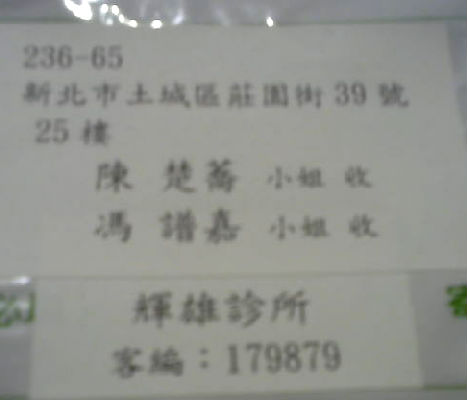 236-65
新北市土城區莊園街39號
25樓
陳 楚喬 小姐 收
馮 譜嘉 小姐 收
輝雄診所
客編：179879